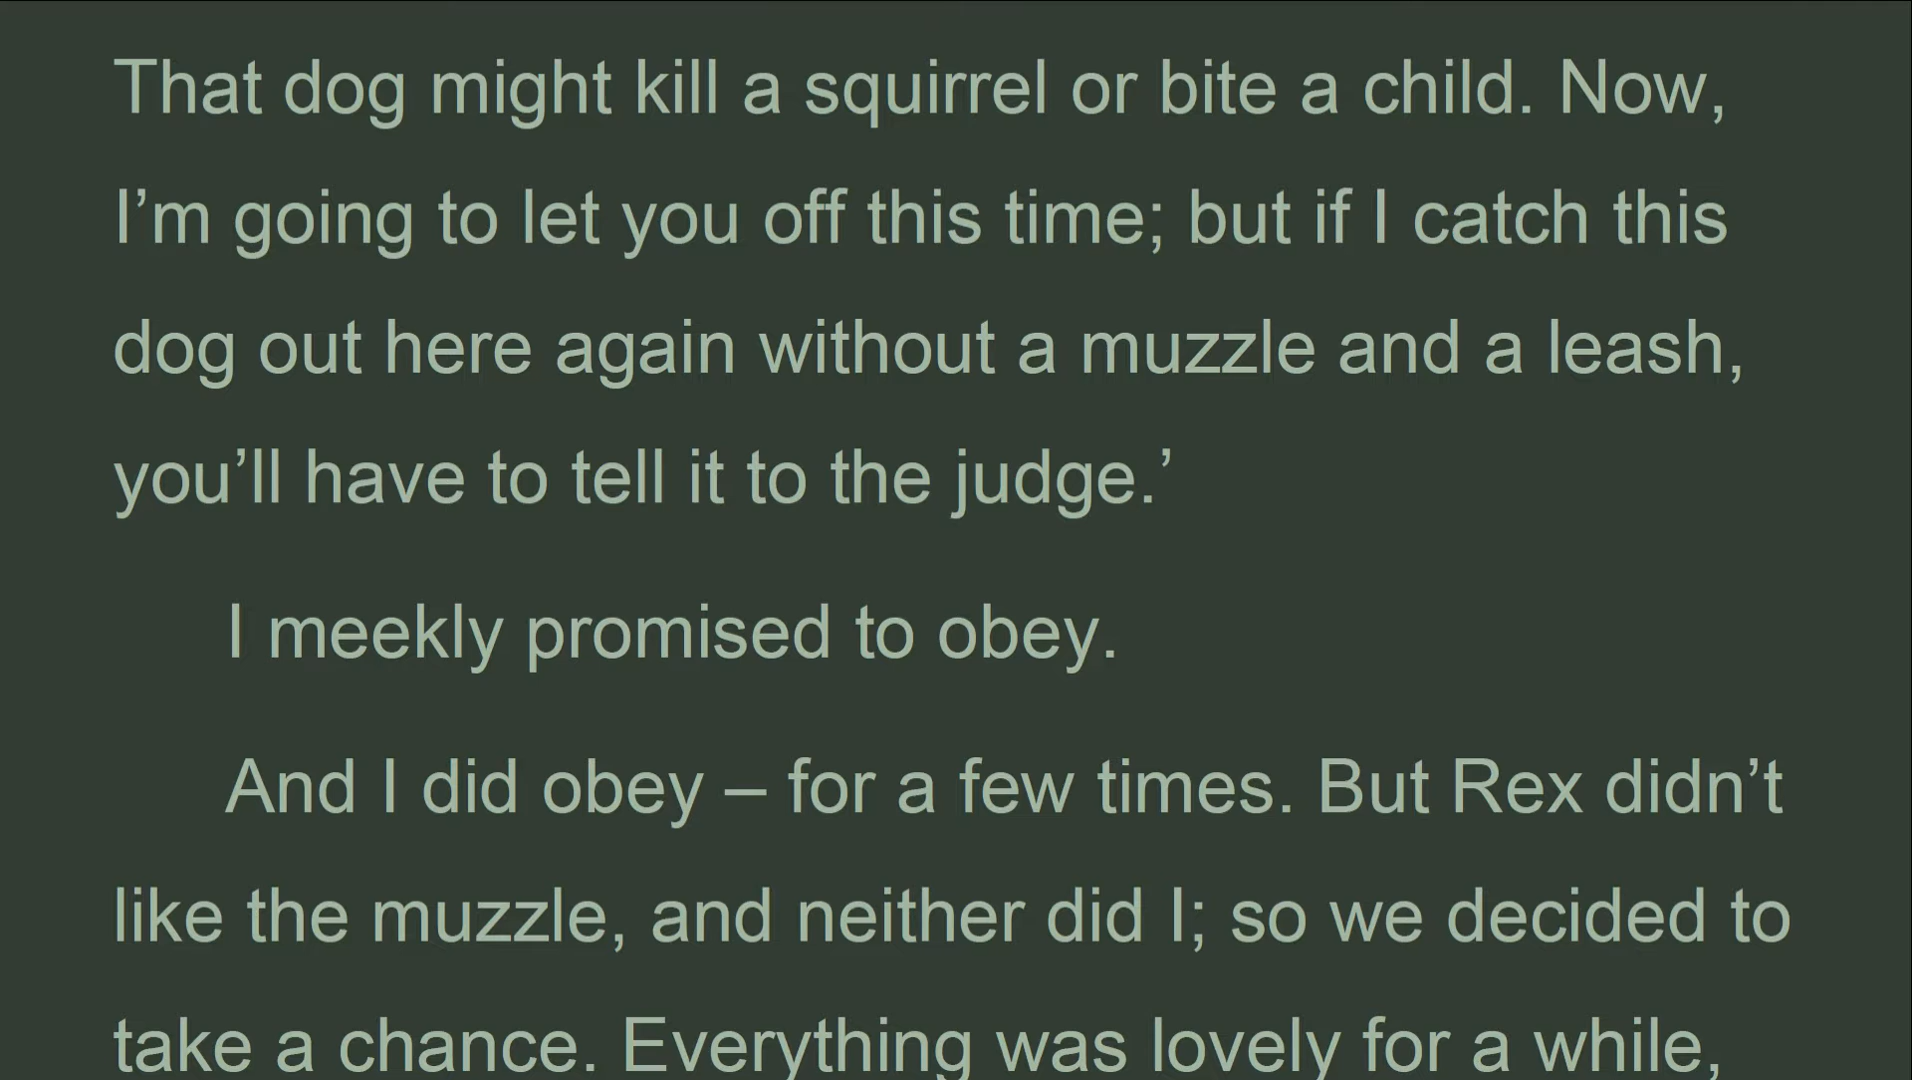 That dog might kill a squirrel or bite a child. Now,
I’m going to let you off this time; but if I catch this
dog out here again without a muzzle and a leash,
you’ll have to tell it to the judge.’
I meekly promised to obey.
And I did obey – for a few times. But Rex didn’t
like the muzzle, and neither did I; so we decided to
take a chance. Everything was lovely for a while,